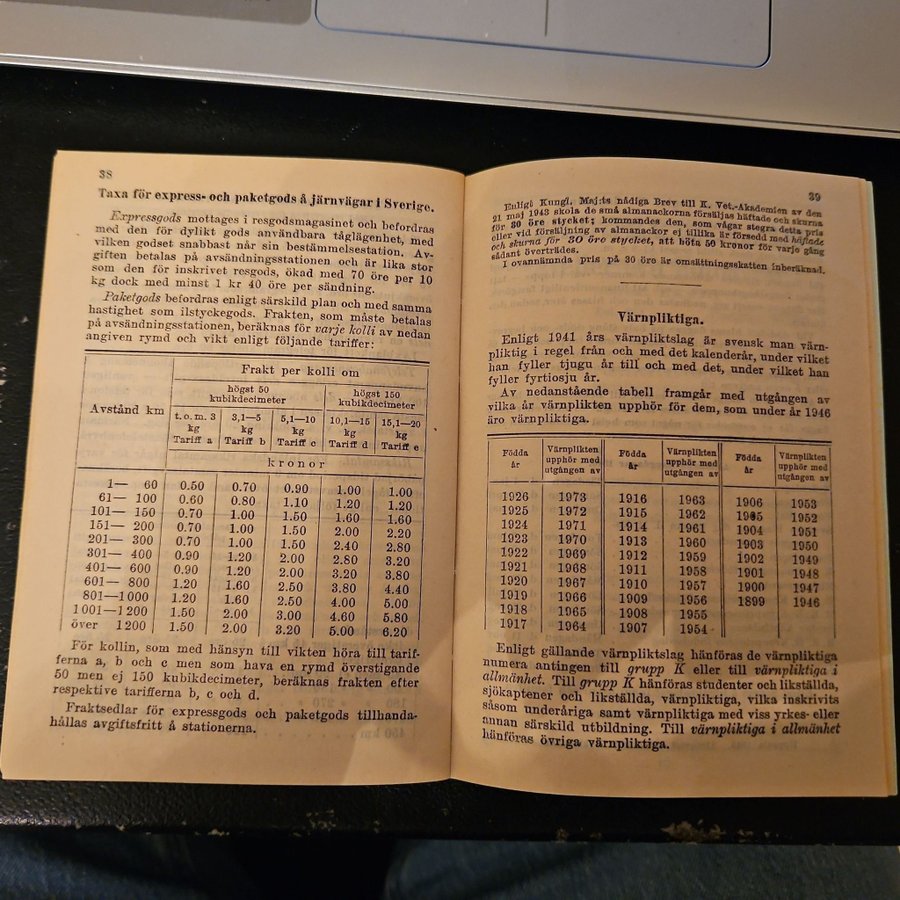 38
Taxa för express- och paketgods å järnvägar i Sverige.
Expressgods mottages i resgodsmagasinet och befordras
med den för dylikt gods användbara tåglägenhet, med
vilken godset snabbast når sin bestämmelsestation. Av-
giften betalas på avsändningsstationen och är lika stor
som den för inskrivet resgods, ökad med 70 öre per 10
kg dock med minst 1 kr 40 öre per sändning.
Paketgods befordras enligt särskild plan och med samma
hastighet som ilstyckegods. Frakten, som måste betalas
på avsändningsstationen, beräknas för varje kolli av nedan
angiven rymd och vikt enligt följande tariffer:
Avstånd km
Frakt per kolli om
högst 50 kubikdecimeter
högst 150 kubikdecimeter
t.o.m. 3 kg Tariff a
3,1—5 kg Tariff b
5,1—10 kg Tariff c
10,1—15 kg Tariff d
15,1—20 kg Tariff e
kronor
1— 60 0.50 0.70 0.90 1.00 1.00
61— 100 0.60 0.80 1.10 1.20 1.20
101— 150 0.70 1.00 1.50 1.60 1.60
151— 200 0.70 1.00 1.50 2.00 2.20
201— 300 0.70 1.00 1.50 2.40 2.80
301— 400 0.90 1.20 2.00 2.80 3.20
401— 600 0.90 1.20 2.00 3.20 3.80
601— 800 1.20 1.60 2.50 3.80 4.40
801—1 000 1.20 1.60 2.50 4.00 5.00
1 001—1 200 1.50 2.00 3.00 4.60 5.80
över 1 200 1.50 2.00 3.20 5.00 6.20
För kollin, som med hänsyn till vikten höra till tarif-
ferna a, b och c men som hava en rymd överstigande
50 men ej 150 kubikdecimeter, beräknas frakten efter
respektive tarifferna b, c och d.
Fraktsedlar för expressgods och paketgods tillhanda-
hållas avgiftsfritt å stationerna.
39
Enligt Kungl. Maj:ts nådiga Brev till K. Vet.-Akademien av den
21 maj 1943 skola de små almanackorna försäljas häftade och skurna
för 30 öre stycket; kommandes den, som vågar stegra detta pris
eller vid försäljning av almanackor ej tillika är försedd med häftade
och skurna för 30 öre stycket, att böta 50 kronor för varje gång
sådant överträdes.
I ovannämnda pris på 30 öre är omsättningsskatten inberäknad.
Värnpliktiga.
Enligt 1941 års värnpliktslag är svensk man värn-
pliktig i regel från och med det kalenderår, under vilket
han fyller tjugu år till och med det, under vilket han
fyller fyrtiosju år.
Av nedanstående tabell framgår med utgången av
vilka år värnplikten upphör för dem, som under år 1946
äro värnpliktiga.
Födda år
Värnplikten upphör med utgången av
Födda år
Värnplikten upphör med utgången av
Födda år
Värnplikten upphör med utgången av
1926 1973 1916 1963 1906 1953
1925 1972 1915 1962 1905 1952
1924 1971 1914 1961 1904 1951
1923 1970 1913 1960 1903 1950
1922 1969 1912 1959 1902 1949
1921 1968 1911 1958 1901 1948
1920 1967 1910 1957 1900 1947
1919 1966 1909 1956 1899 1946
1918 1965 1908 1955
1917 1964 1907 1954
Enligt gällande värnpliktslag hänföras de värnpliktiga
numera antingen till grupp K eller till värnpliktiga i
allmänhet. Till grupp K hänföras studenter och likställda,
sjökaptener och likställda, värnpliktiga, vilka inskrivits
såsom underåriga samt värnpliktiga med viss yrkes- eller
annan särskild utbildning. Till värnpliktiga i allmänhet
hänföras övriga värnpliktiga.